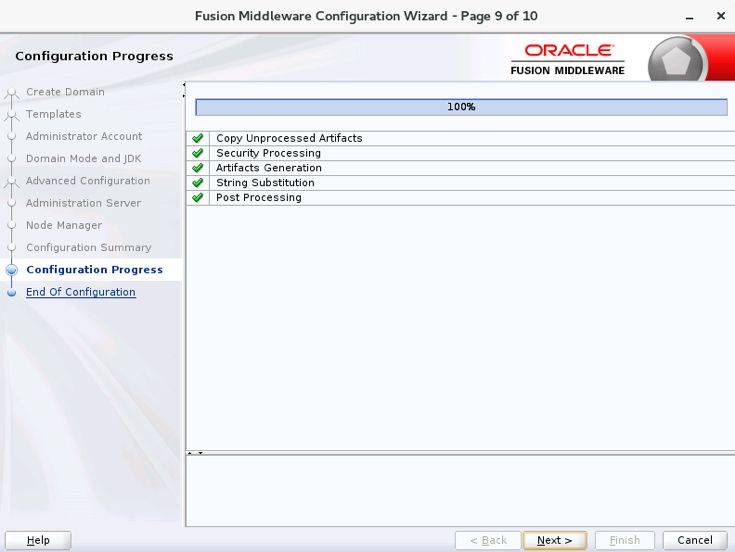 Fusion Middleware Configuration Wizard - Page 9 of 10
Configuration Progress
ORACLE
FUSION MIDDLEWARE
Create Domain
Templates
Administrator Account
Domain Mode and JDK
Advanced Configuration
Administration Server
Node Manager
Configuration Summary
Configuration Progress
End Of Configuration
100%
Copy Unprocessed Artifacts
Security Processing
Artifacts Generation
String Substitution
Post Processing
Help
< Back
Next >
Finish
Cancel